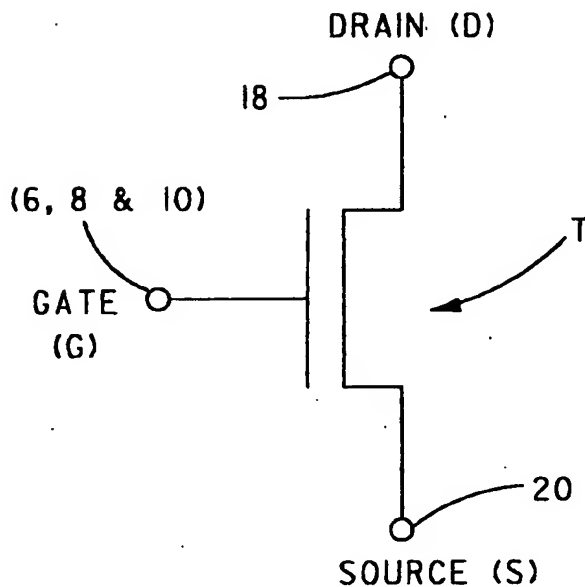 DRAIN (D)
18
(6, 8 & 10)
T
GATE
(G)
20
SOURCE (S)